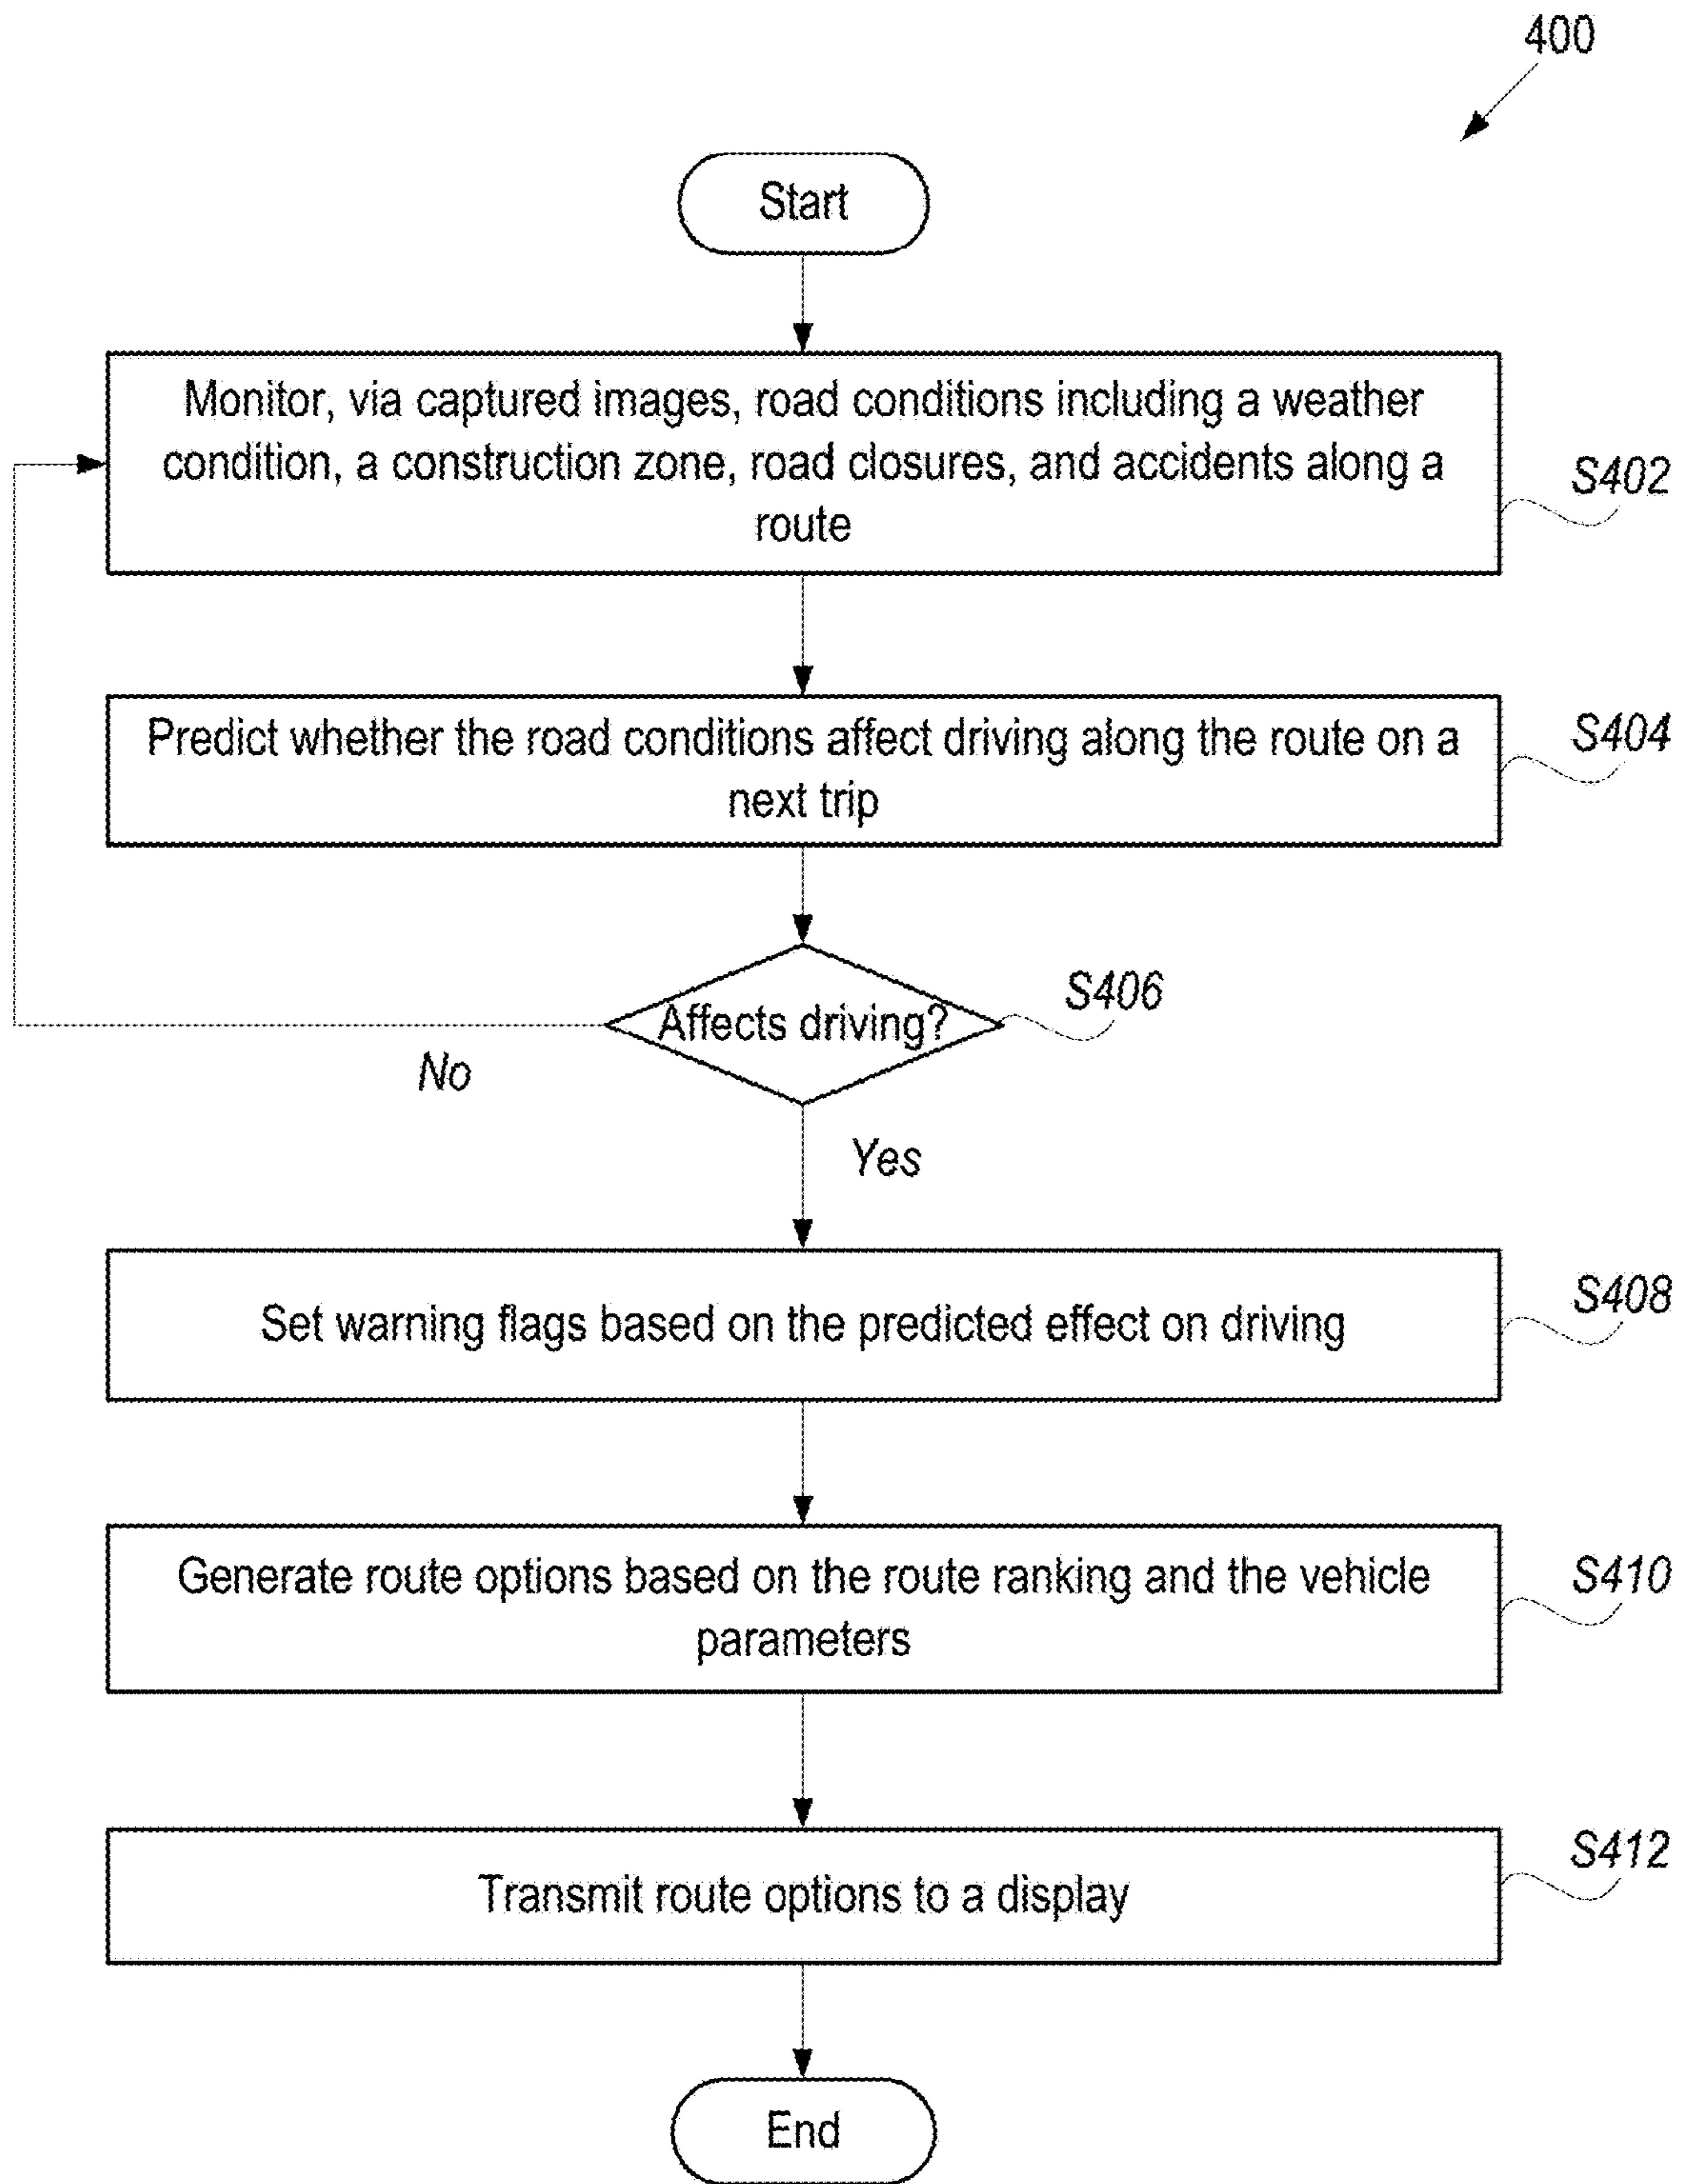 400
Start
Monitor, via captured images, road conditions including a weather
condition, a construction zone, road closures, and accidents along a
route
S402
Predict whether the road conditions affect driving along the route on a
next trip
S404
Affects driving?
S406
No
Yes
Set warning flags based on the predicted effect on driving
S408
Generate route options based on the route ranking and the vehicle
parameters
S410
Transmit route options to a display
S412
End